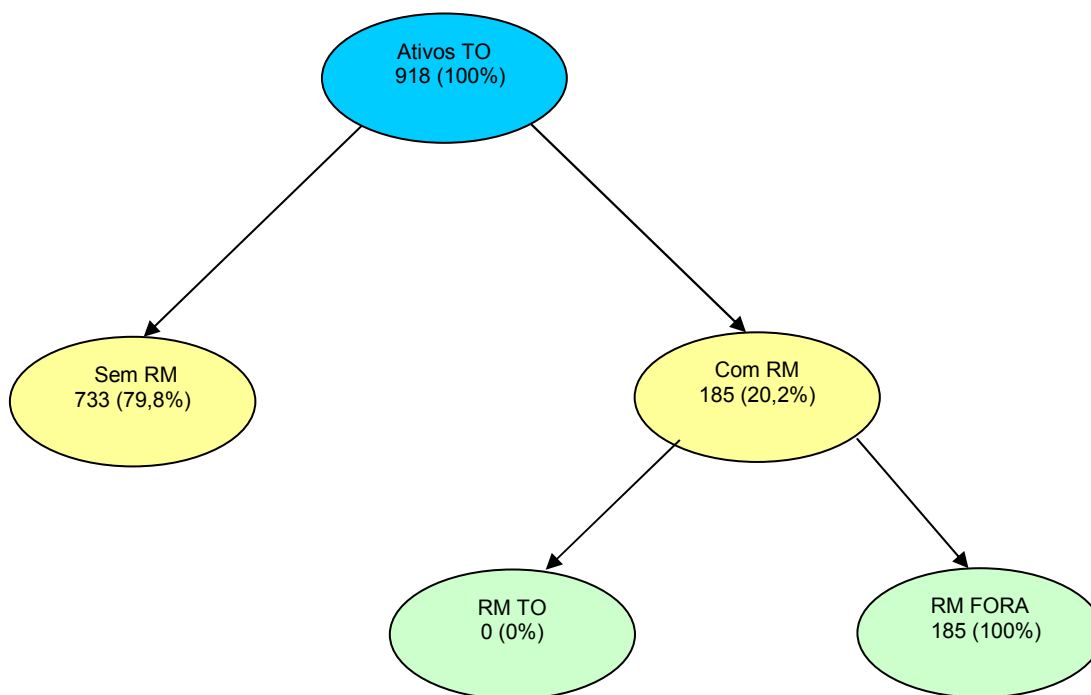 Ativos TO
918 (100%)
Sem RM
733 (79,8%)
Com RM
185 (20,2%)
RM TO
0 (0%)
RM FORA
185 (100%)